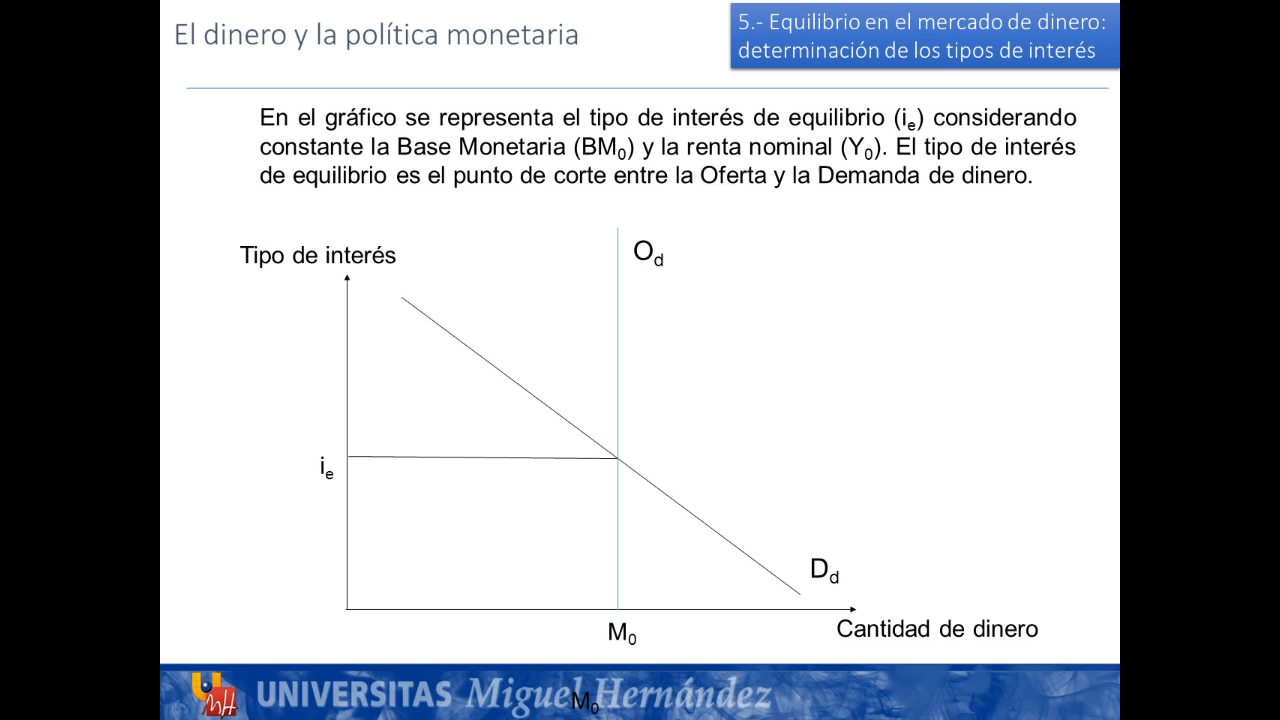 El dinero y la política monetaria
5.- Equilibrio en el mercado de dinero:
determinación de los tipos de interés
En el gráfico se representa el tipo de interés de equilibrio (iₑ) considerando
constante la Base Monetaria (BM₀) y la renta nominal (Y₀). El tipo de interés
de equilibrio es el punto de corte entre la Oferta y la Demanda de dinero.
Tipo de interés
Od
iₑ
Dd
M₀
Cantidad de dinero
UNIVERSITAS Miguel Hernández
M₀